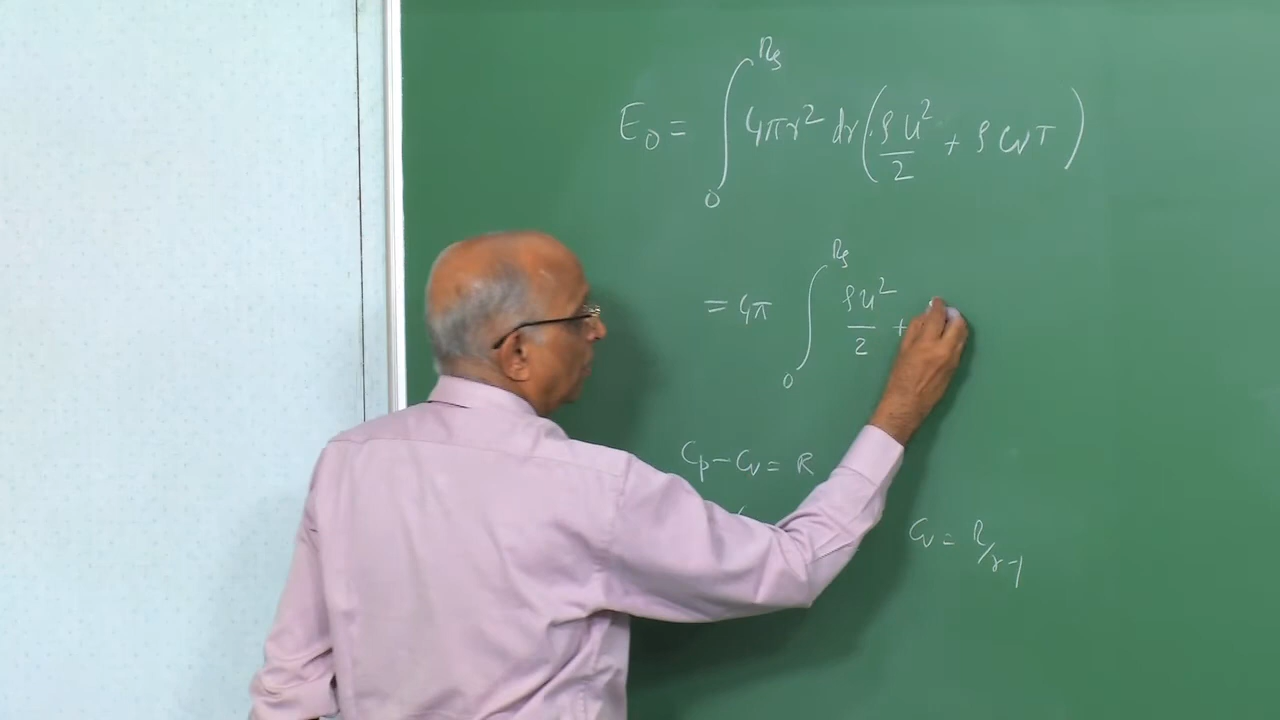 E₀ = ∫₀^{Rs} 4πr² dr (ρu²/2 + ρCvT)
= 4π ∫₀^{Rs} ρu²/2 +
Cp − Cv = R
Cv = R/γ−1